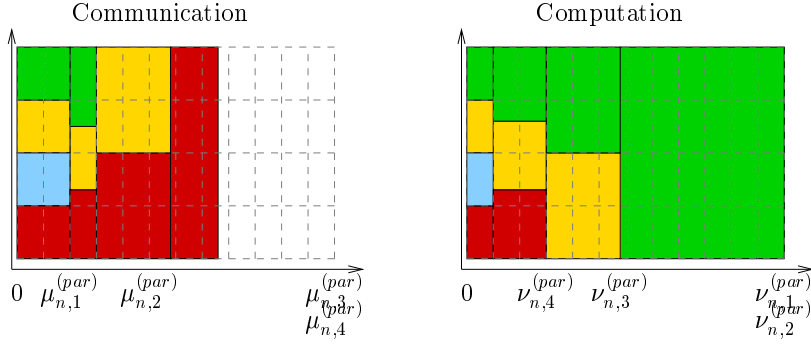 Communication
Computation
0 μ_{n,1}^{(par)} μ_{n,2}^{(par)} μ_{n,3}^{(par)}
μ_{n,4}^{(par)}
0 ν_{n,4}^{(par)} ν_{n,3}^{(par)} ν_{n,1}^{(par)}
ν_{n,2}^{(par)}